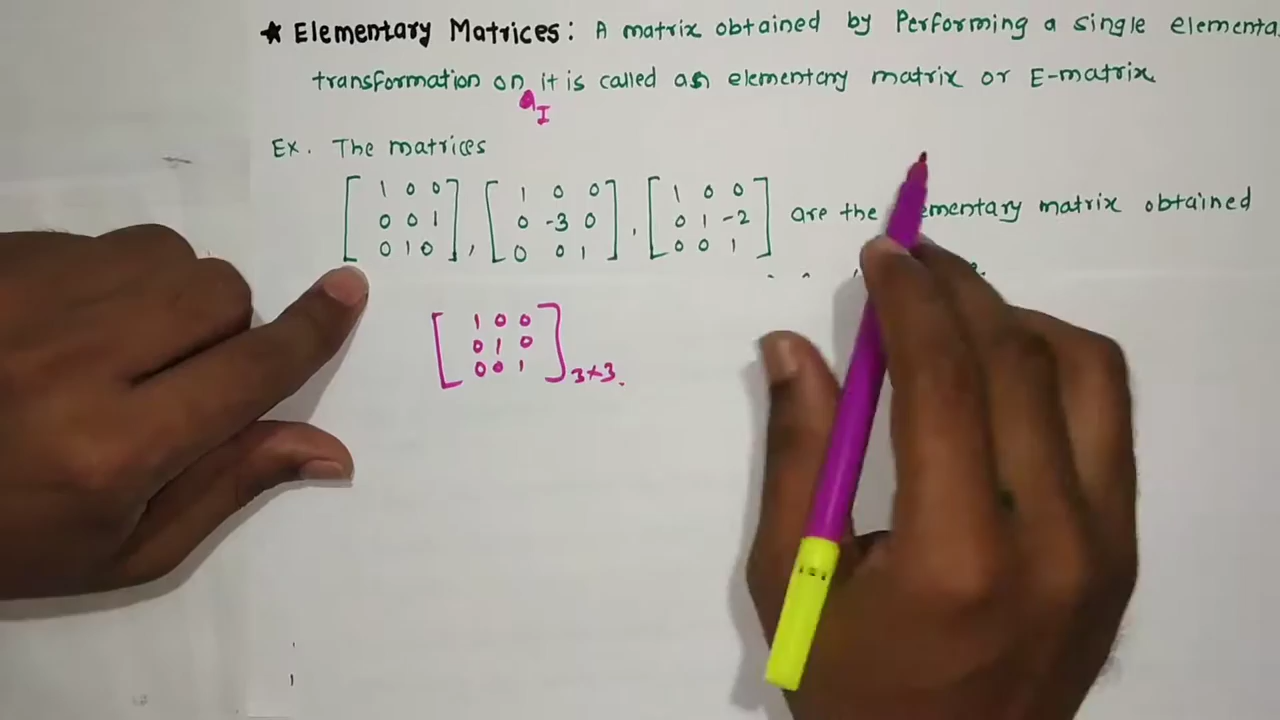 ★ Elementary Matrices: A matrix obtained by Performing a single elementa
transformation on it is called as elementary matrix or E-matrix
a I
Ex. The matrices
[1 0 0 [1 0 0 [1 0 0
0 0 1 0 -3 0 0 1 -2 are the ementary matrix obtained
0 1 0], 0 0 1], 0 0 1]
[1 0 0
0 1 0
0 0 1] 3×3.